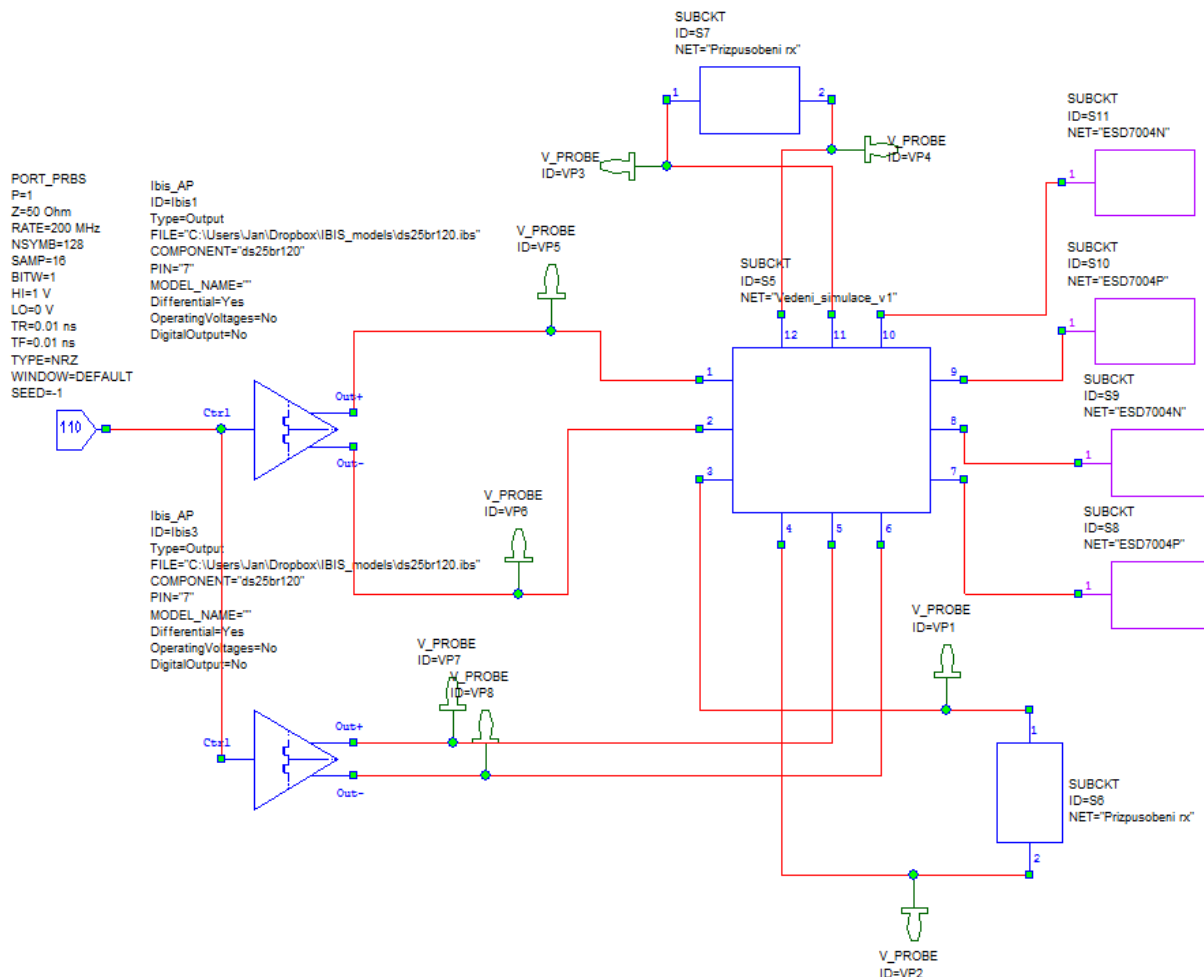 SUBCKT
ID=S7
NET="Prizpusobeni rx"
1
2
V_PROBE
ID=VP3
V_PROBE
ID=VP4
SUBCKT
ID=S11
NET="ESD7004N"
1
PORT_PRBS
P=1
Z=50 Ohm
RATE=200 MHz
NSYMB=128
SAMP=16
BITW=1
HI=1 V
LO=0 V
TR=0.01 ns
TF=0.01 ns
TYPE=NRZ
WINDOW=DEFAULT
SEED=-1
110
Ibis_AP
ID=Ibis1
Type=Output
FILE="C:\Users\Jan\Dropbox\IBIS_models\ds25br120.ibs"
COMPONENT="ds25br120"
PIN="7"
MODEL_NAME=""
Differential=Yes
OperatingVoltages=No
DigitalOutput=No
Ctrl
Out+
Out-
V_PROBE
ID=VP5
V_PROBE
ID=VP6
SUBCKT
ID=S5
NET="Vedeni_simulace_v1"
12
11
10
1
2
3
9
8
7
4
5
6
SUBCKT
ID=S10
NET="ESD7004P"
1
SUBCKT
ID=S9
NET="ESD7004N"
1
SUBCKT
ID=S8
NET="ESD7004P"
1
Ibis_AP
ID=Ibis3
Type=Output
FILE="C:\Users\Jan\Dropbox\IBIS_models\ds25br120.ibs"
COMPONENT="ds25br120"
PIN="7"
MODEL_NAME=""
Differential=Yes
OperatingVoltages=No
DigitalOutput=No
Ctrl
Out+
Out-
V_PROBE
ID=VP7
V_PROBE
ID=VP8
V_PROBE
ID=VP1
1
SUBCKT
ID=S6
NET="Prizpusobeni rx"
2
V_PROBE
ID=VP2